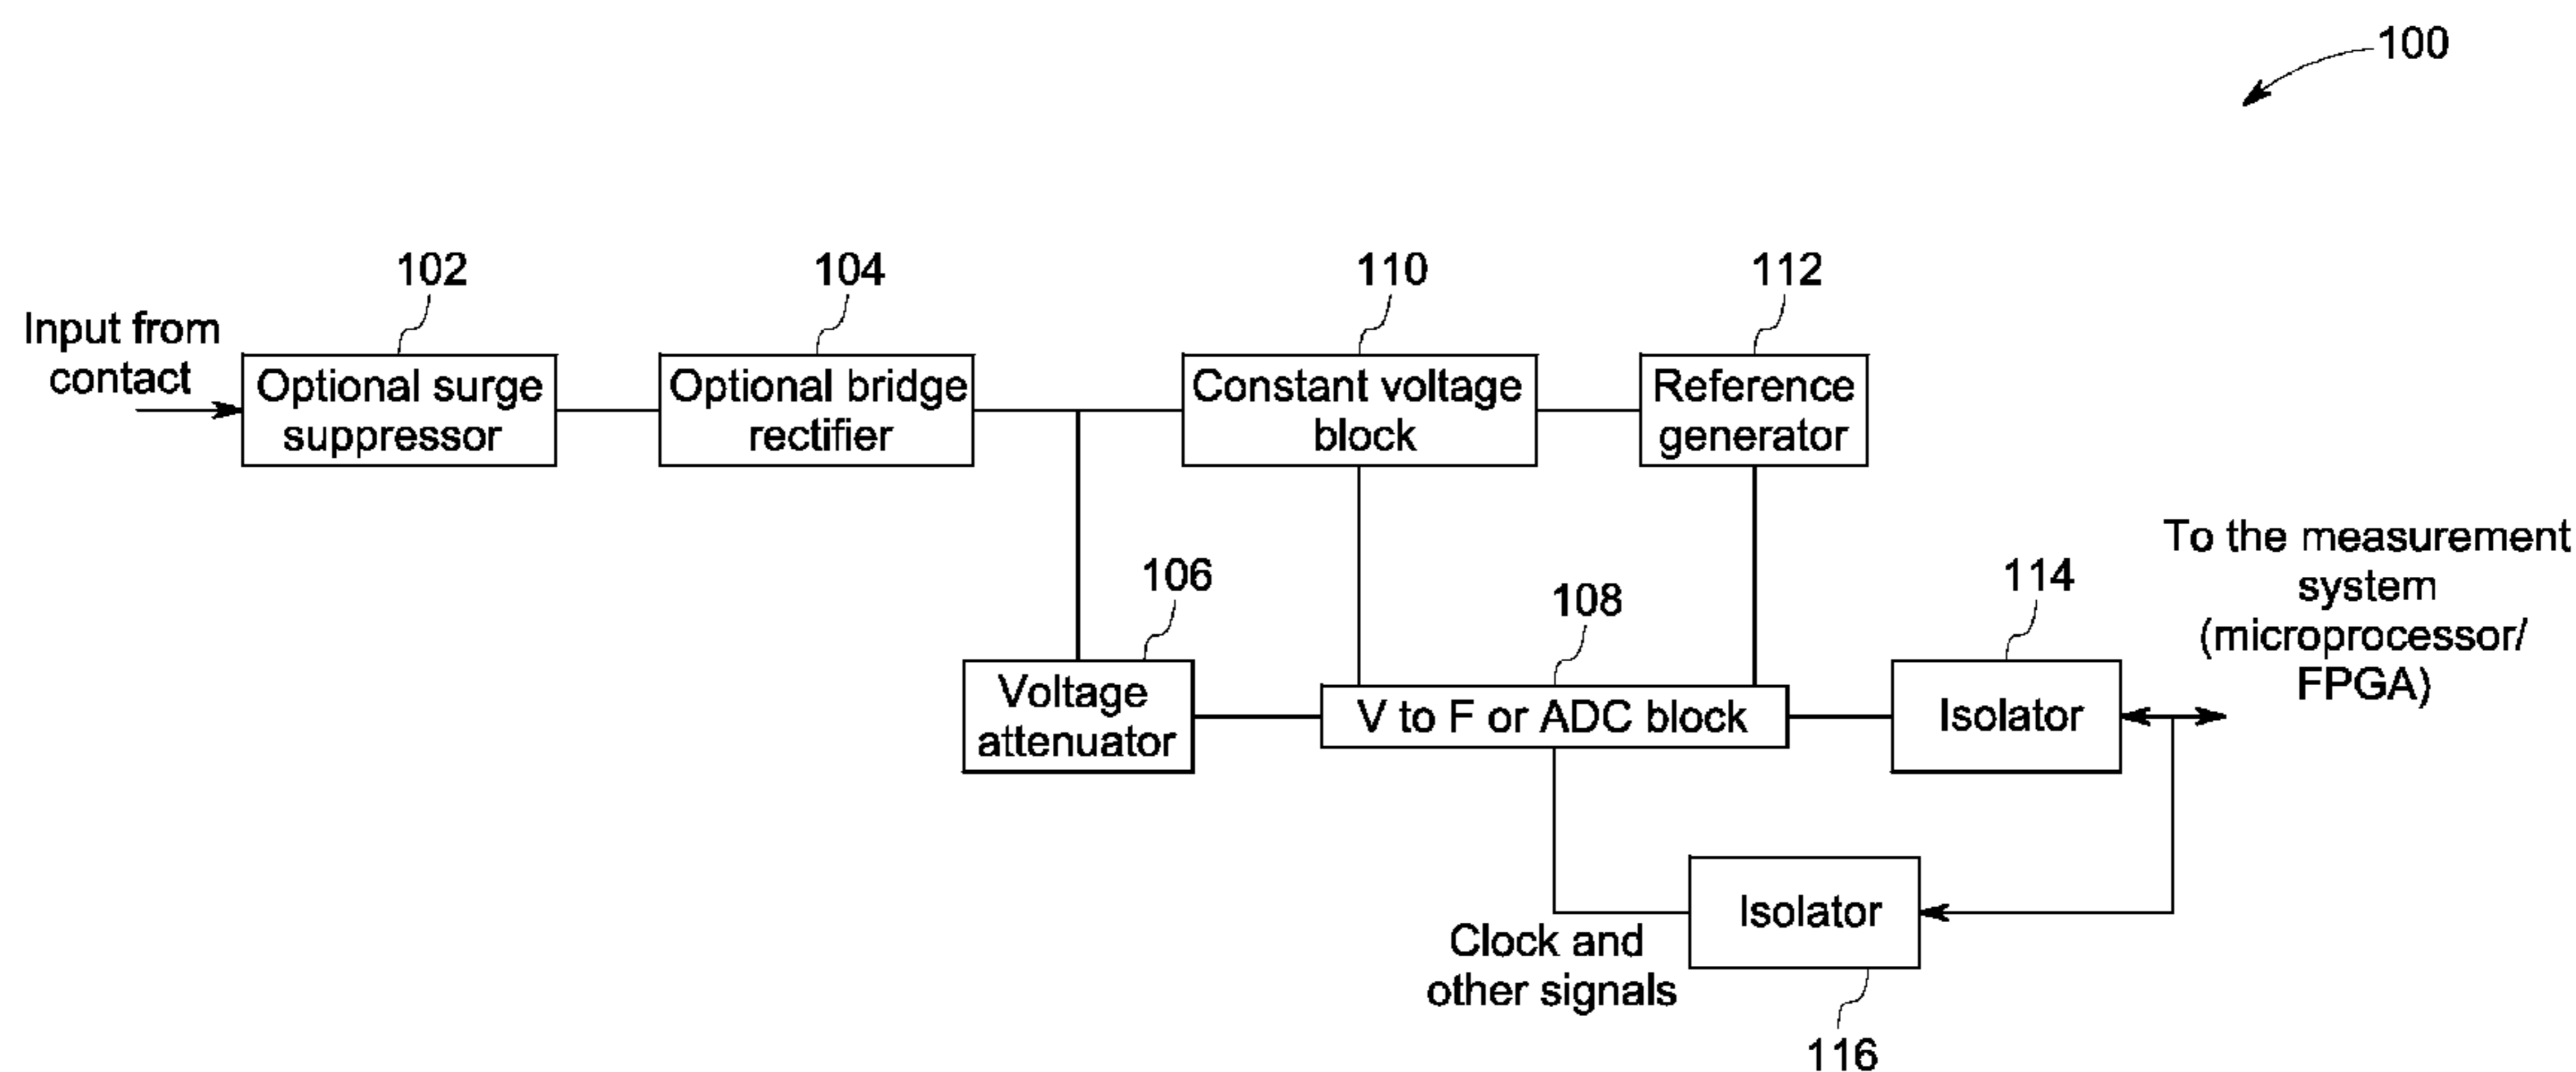 100
102
104
110
112
Input from
contact
Optional surge
suppressor
Optional bridge
rectifier
Constant voltage
block
Reference
generator
106
108
114
To the measurement
system
(microprocessor/
FPGA)
Voltage
attenuator
V to F or ADC block
Isolator
Isolator
Clock and
other signals
116